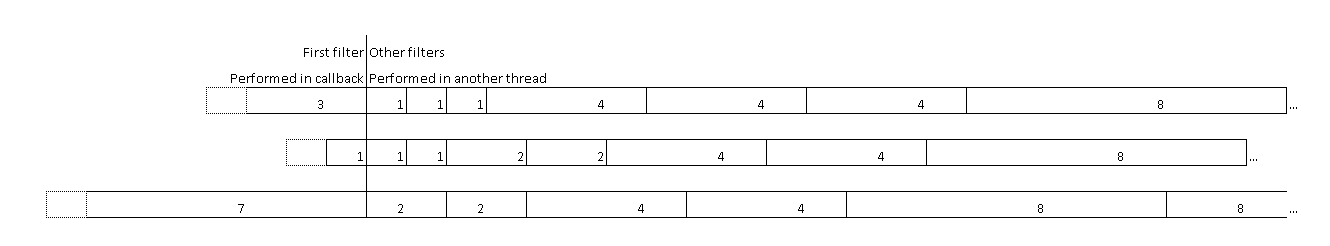 First filter Other filters
Performed in callback Performed in another thread
3 1 1 1 4 4 4 8 ...
1 1 1 2 2 4 4 8 ...
7 2 2 4 4 8 8 ...